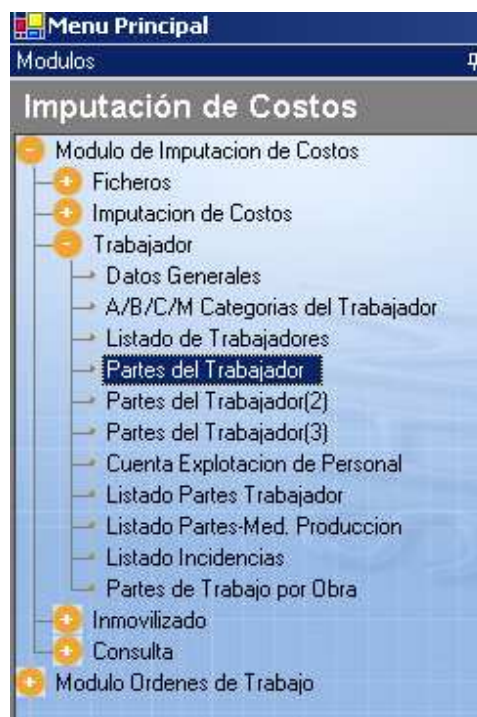 Menu Principal
Modulos
Imputación de Costos
Modulo de Imputacion de Costos
Ficheros
Imputacion de Costos
Trabajador
Datos Generales
A/B/C/M Categorias del Trabajador
Listado de Trabajadores
Partes del Trabajador
Partes del Trabajador(2)
Partes del Trabajador(3)
Cuenta Explotacion de Personal
Listado Partes Trabajador
Listado Partes-Med. Produccion
Listado Incidencias
Partes de Trabajo por Obra
Inmovilizado
Consulta
Modulo Ordenes de Trabajo